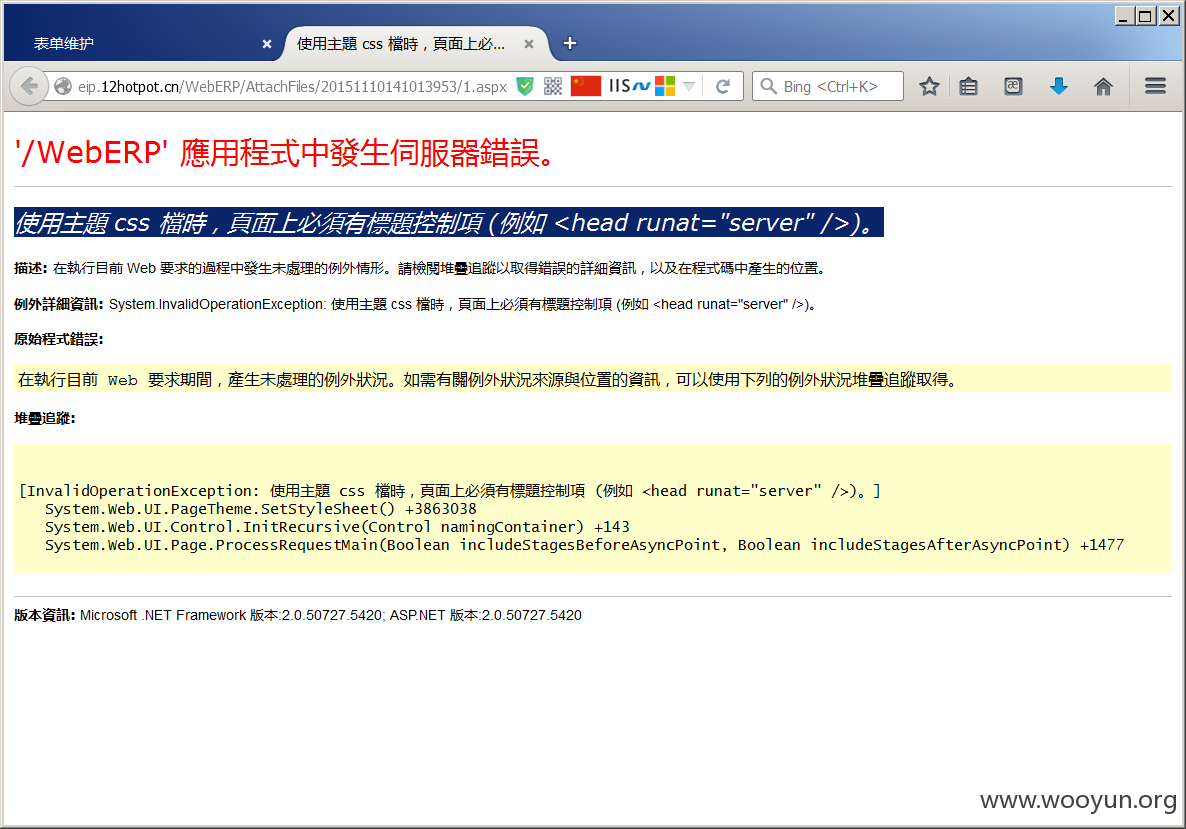 表单维护
使用主題 css 檔時，頁面上必...
eip.12hotpot.cn/WebERP/AttachFiles/20151110141013953/1.aspx
IIS
Bing <Ctrl+K>
'/WebERP' 應用程式中發生伺服器錯誤。
使用主題 css 檔時，頁面上必須有標題控制項 (例如 <head runat="server" />)。
描述: 在執行目前 Web 要求的過程中發生未處理的例外情形。請檢閱堆疊追蹤以取得錯誤的詳細資訊，以及在程式碼中產生的位置。
例外詳細資訊: System.InvalidOperationException: 使用主題 css 檔時，頁面上必須有標題控制項 (例如 <head runat="server" />)。
原始程式錯誤:
在執行目前 Web 要求期間，產生未處理的例外狀況。如需有關例外狀況來源與位置的資訊，可以使用下列的例外狀況堆疊追蹤取得。
堆疊追蹤:
[InvalidOperationException: 使用主題 css 檔時，頁面上必須有標題控制項 (例如 <head runat="server" />)。]
System.Web.UI.PageTheme.SetStyleSheet() +3863038
System.Web.UI.Control.InitRecursive(Control namingContainer) +143
System.Web.UI.Page.ProcessRequestMain(Boolean includeStagesBeforeAsyncPoint, Boolean includeStagesAfterAsyncPoint) +1477
版本資訊: Microsoft .NET Framework 版本:2.0.50727.5420; ASP.NET 版本:2.0.50727.5420
www.wooyun.org